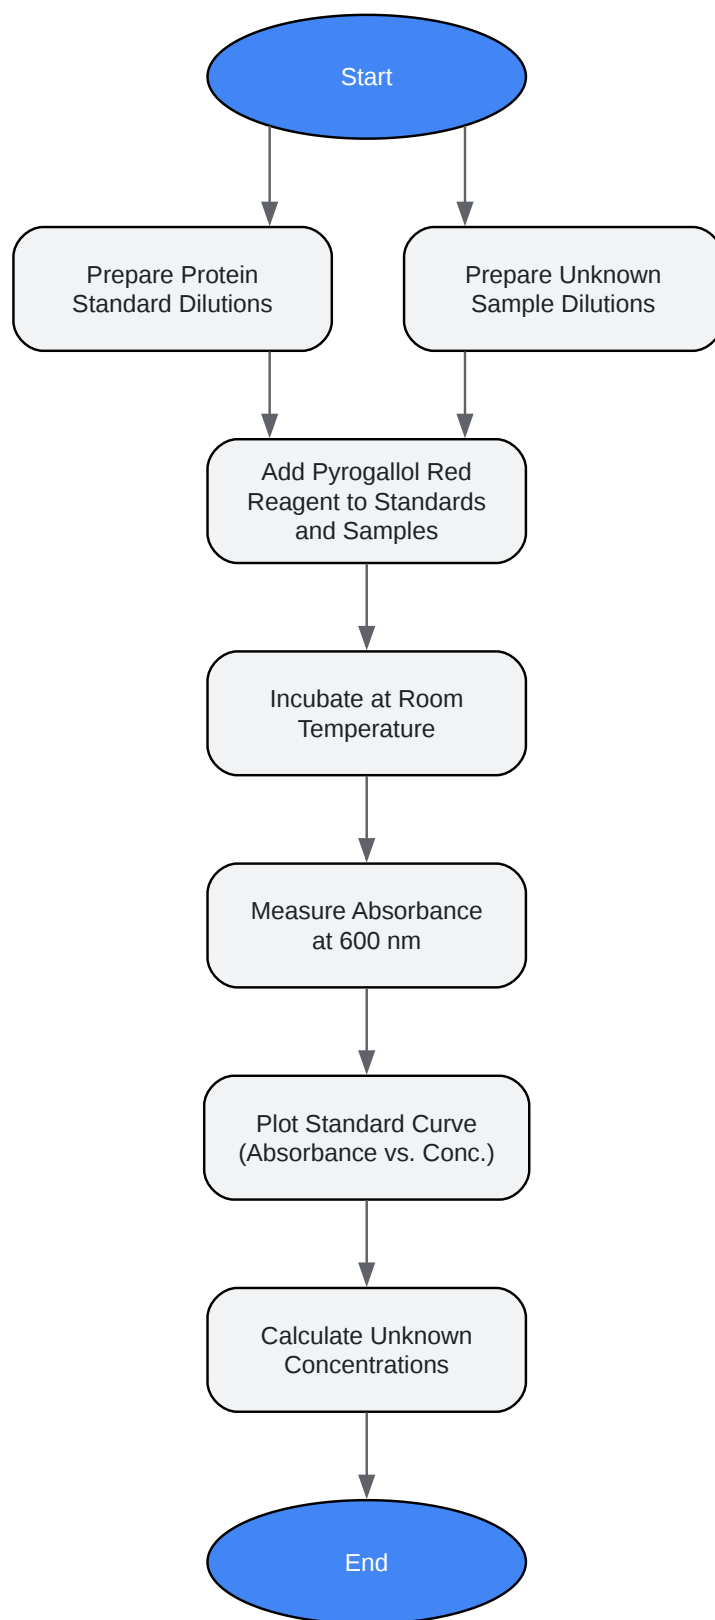 Start
Prepare Protein
Standard Dilutions
Prepare Unknown
Sample Dilutions
Add Pyrogallol Red
Reagent to Standards
and Samples
Incubate at Room
Temperature
Measure Absorbance
at 600 nm
Plot Standard Curve
(Absorbance vs. Conc.)
Calculate Unknown
Concentrations
End